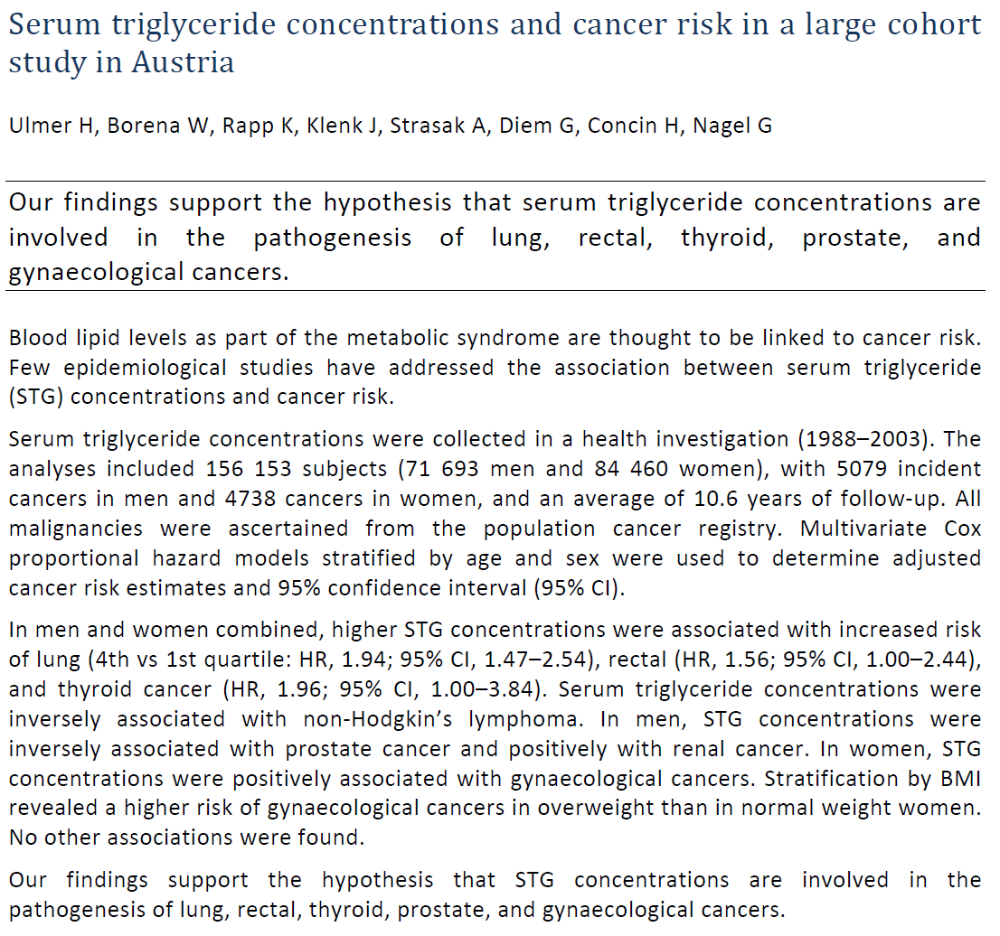 Serum triglyceride concentrations and cancer risk in a large cohort
study in Austria
Ulmer H, Borena W, Rapp K, Klenk J, Strasak A, Diem G, Concin H, Nagel G
Our findings support the hypothesis that serum triglyceride concentrations are
involved in the pathogenesis of lung, rectal, thyroid, prostate, and
gynaecological cancers.
Blood lipid levels as part of the metabolic syndrome are thought to be linked to cancer risk.
Few epidemiological studies have addressed the association between serum triglyceride
(STG) concentrations and cancer risk.
Serum triglyceride concentrations were collected in a health investigation (1988–2003). The
analyses included 156 153 subjects (71 693 men and 84 460 women), with 5079 incident
cancers in men and 4738 cancers in women, and an average of 10.6 years of follow-up. All
malignancies were ascertained from the population cancer registry. Multivariate Cox
proportional hazard models stratified by age and sex were used to determine adjusted
cancer risk estimates and 95% confidence interval (95% CI).
In men and women combined, higher STG concentrations were associated with increased risk
of lung (4th vs 1st quartile: HR, 1.94; 95% CI, 1.47–2.54), rectal (HR, 1.56; 95% CI, 1.00–2.44),
and thyroid cancer (HR, 1.96; 95% CI, 1.00–3.84). Serum triglyceride concentrations were
inversely associated with non-Hodgkin’s lymphoma. In men, STG concentrations were
inversely associated with prostate cancer and positively with renal cancer. In women, STG
concentrations were positively associated with gynaecological cancers. Stratification by BMI
revealed a higher risk of gynaecological cancers in overweight than in normal weight women.
No other associations were found.
Our findings support the hypothesis that STG concentrations are involved in the
pathogenesis of lung, rectal, thyroid, prostate, and gynaecological cancers.